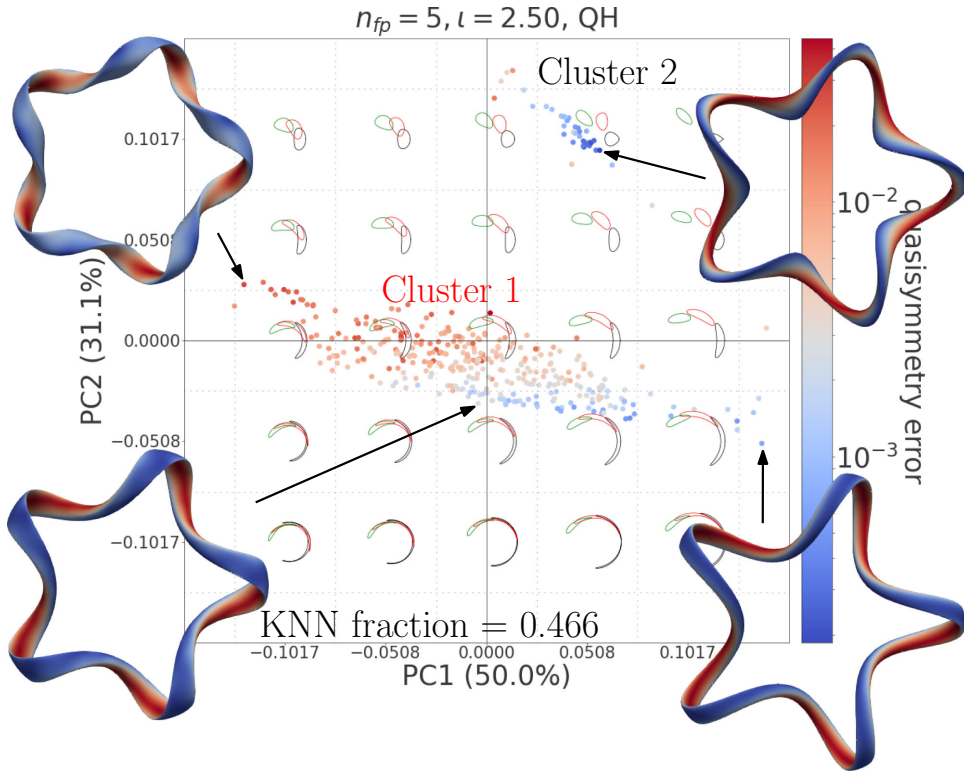 n_fp = 5, ι = 2.50, QH
Cluster 2
Cluster 1
0.1017
0.0508
0.0000
−0.0508
−0.1017
PC2 (31.1%)
KNN fraction = 0.466
−0.1017 −0.0508 0.0000 0.0508 0.1017
PC1 (50.0%)
10⁻²
10⁻³
quasisymmetry error